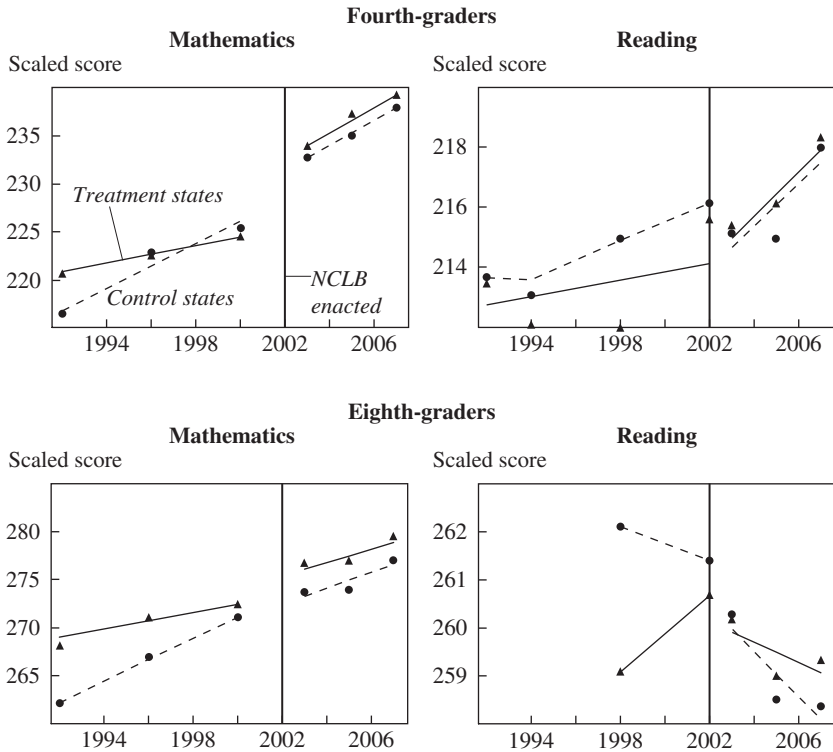 Fourth-graders
Mathematics
Reading
Scaled score
Scaled score
235
230
225
220
Treatment states
Control states
NCLB
enacted
1994 1998 2002 2006
218
216
214
1994 1998 2002 2006
Eighth-graders
Mathematics
Reading
Scaled score
Scaled score
280
275
270
265
1994 1998 2002 2006
262
261
260
259
1994 1998 2002 2006